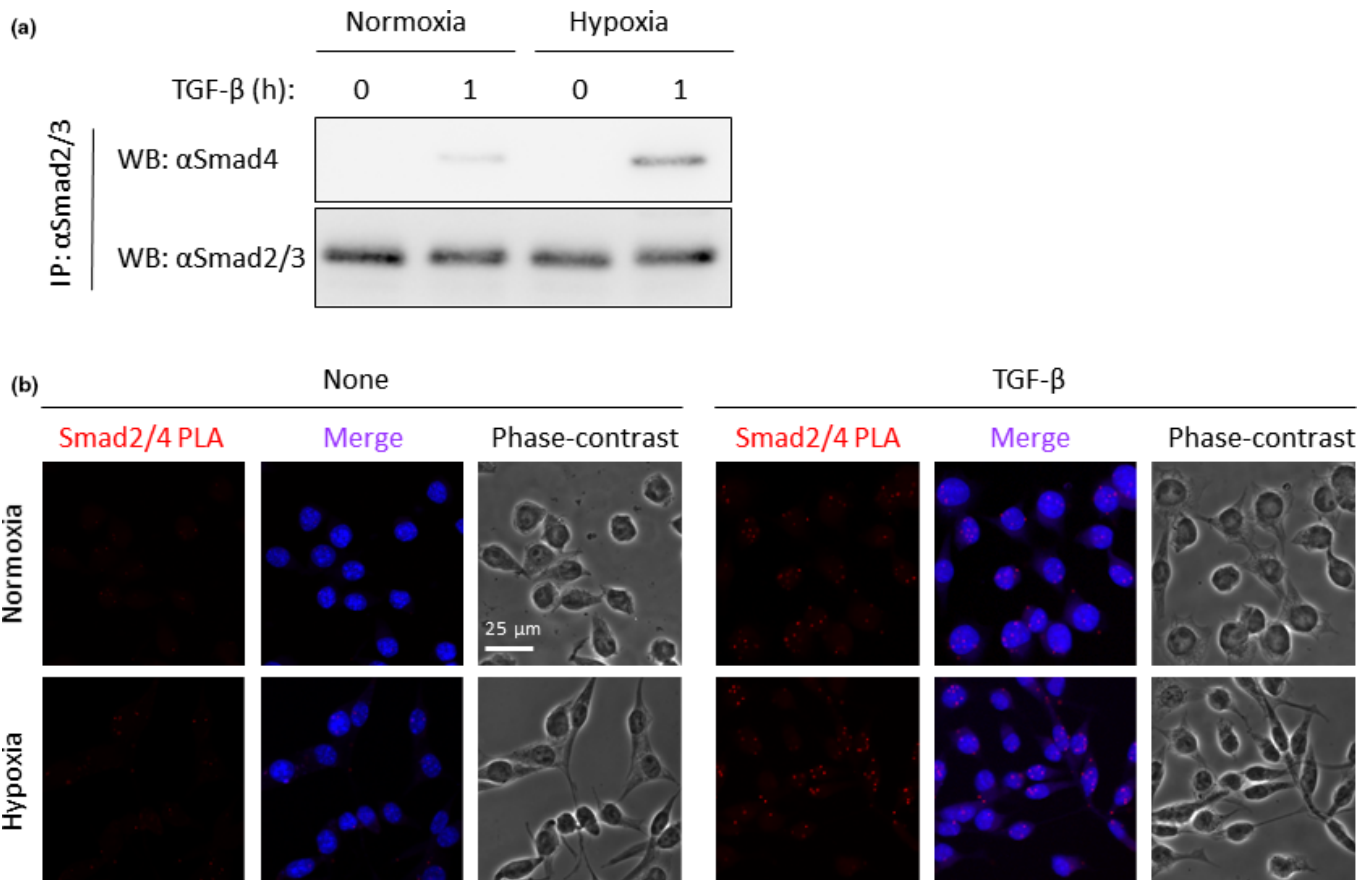 (a)
Normoxia Hypoxia
TGF-β (h): 0 1 0 1
IP: αSmad2/3
WB: αSmad4
WB: αSmad2/3
(b)
None TGF-β
Smad2/4 PLA Merge Phase-contrast Smad2/4 PLA Merge Phase-contrast
Normoxia
25 μm
Hypoxia